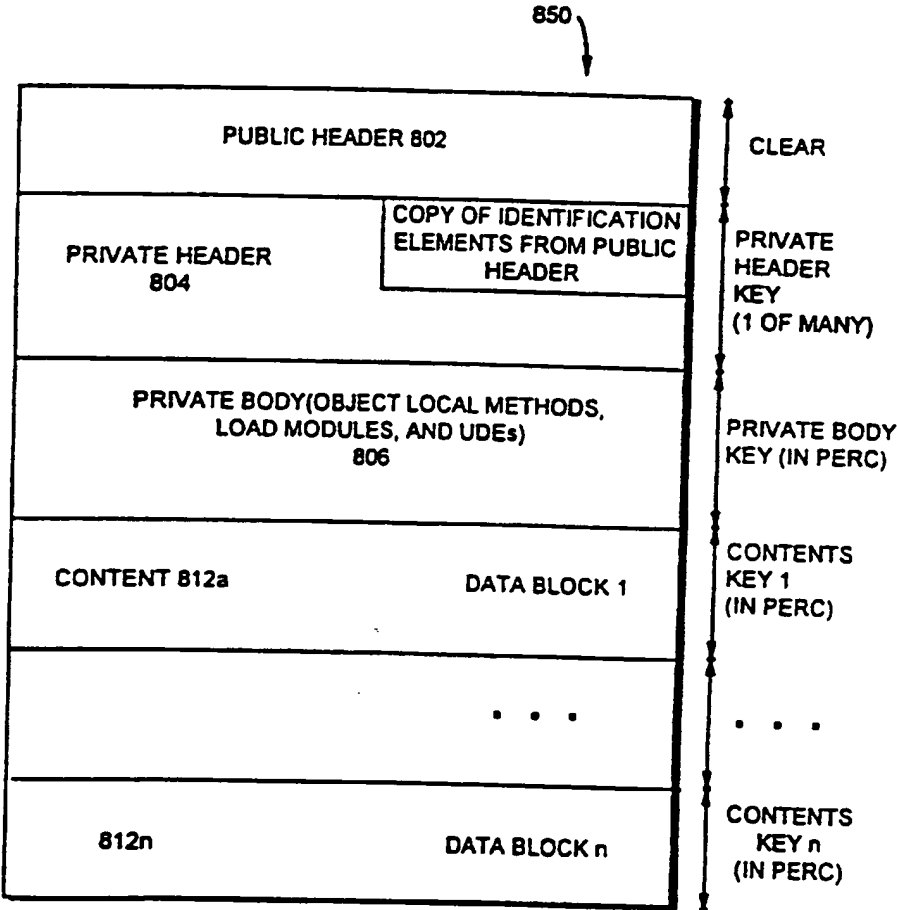 850
PUBLIC HEADER 802
CLEAR
COPY OF IDENTIFICATION
ELEMENTS FROM PUBLIC
HEADER
PRIVATE HEADER
804
PRIVATE
HEADER
KEY
(1 OF MANY)
PRIVATE BODY(OBJECT LOCAL METHODS,
LOAD MODULES, AND UDEs)
806
PRIVATE BODY
KEY (IN PERC)
CONTENT 812a
DATA BLOCK 1
CONTENTS
KEY 1
(IN PERC)
. . .
. . .
812n
DATA BLOCK n
CONTENTS
KEY n
(IN PERC)